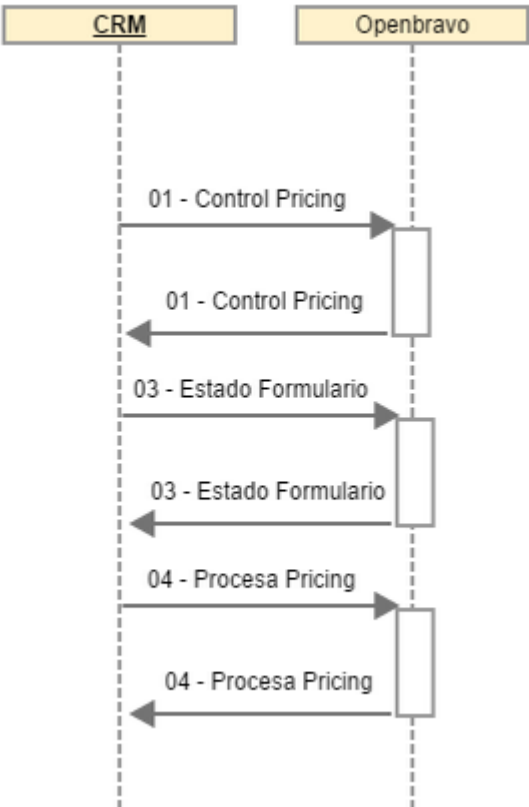 CRM
Openbravo
01 - Control Pricing
01 - Control Pricing
03 - Estado Formulario
03 - Estado Formulario
04 - Procesa Pricing
04 - Procesa Pricing